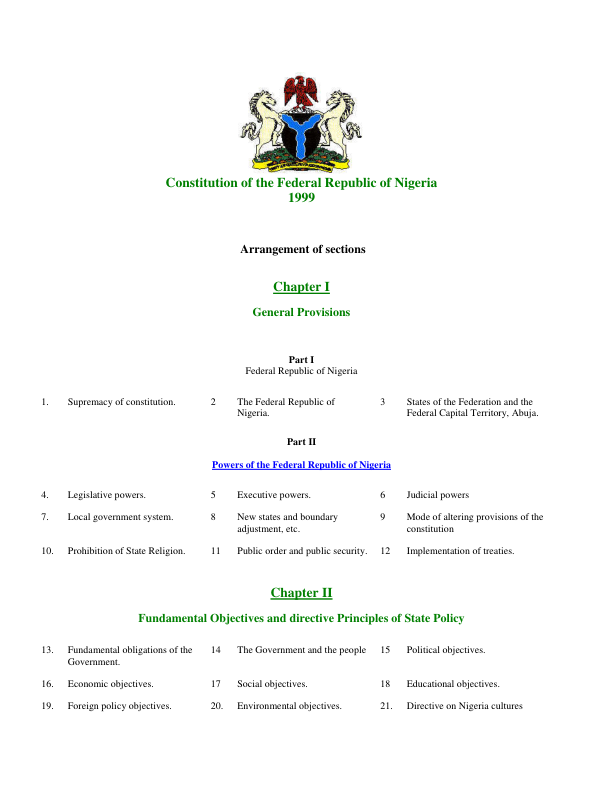 Constitution of the Federal Republic of Nigeria
1999
Arrangement of sections
Chapter I
General Provisions
Part I
Federal Republic of Nigeria
1. Supremacy of constitution. 2 The Federal Republic of 3 States of the Federation and the
Nigeria. Federal Capital Territory, Abuja.
Part II
Powers of the Federal Republic of Nigeria
4. Legislative powers. 5 Executive powers. 6 Judicial powers
7. Local government system. 8 New states and boundary 9 Mode of altering provisions of the
adjustment, etc. constitution
10. Prohibition of State Religion. 11 Public order and public security. 12 Implementation of treaties.
Chapter II
Fundamental Objectives and directive Principles of State Policy
13. Fundamental obligations of the 14 The Government and the people 15 Political objectives.
Government.
16. Economic objectives. 17 Social objectives. 18 Educational objectives.
19. Foreign policy objectives. 20. Environmental objectives. 21. Directive on Nigeria cultures